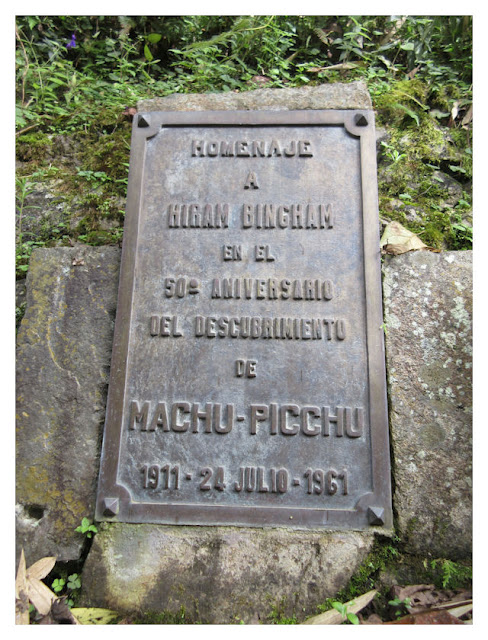 HOMENAJE
A
HIRAM BINGHAM
EN EL
50º ANIVERSARIO
DEL DESCUBRIMIENTO
DE
MACHU-PICCHU
1911-24 JULIO-1961